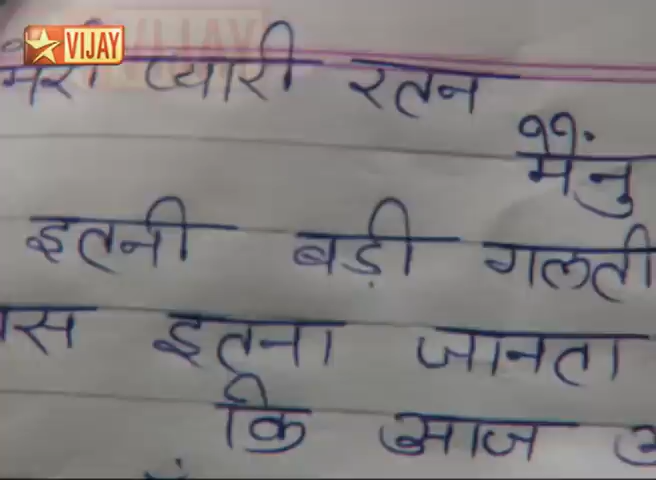 VIJAY
मेरी प्यारी रतन
मैंनु
इतनी बड़ी गलती
इतना जानता
कि आज